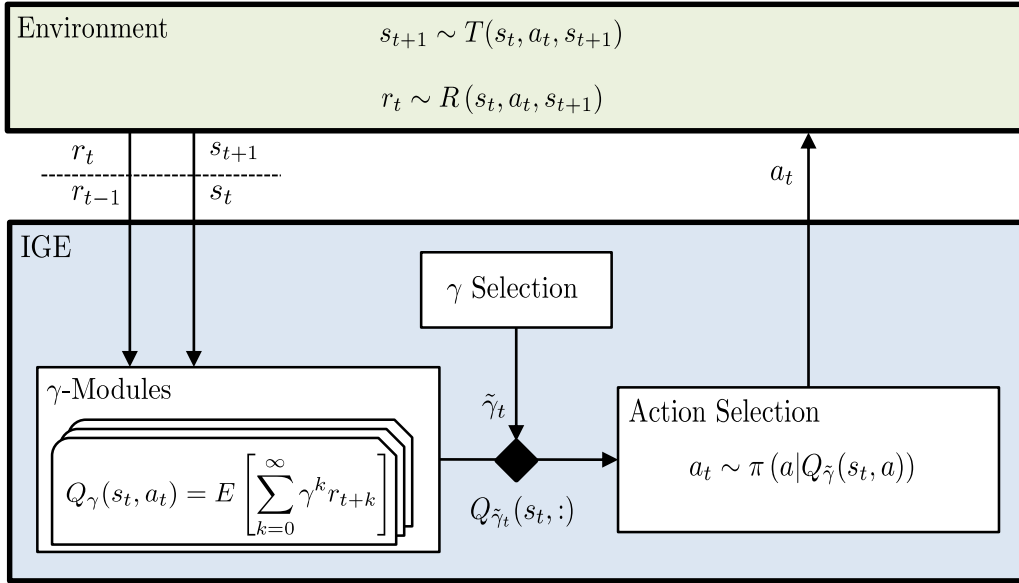 Environment
s_{t+1} ∼ T(s_t, a_t, s_{t+1})
r_t ∼ R(s_t, a_t, s_{t+1})
r_t
s_{t+1}
r_{t−1}
s_t
a_t
IGE
γ Selection
γ̃_t
γ-Modules
Q_γ(s_t, a_t) = E [∑_{k=0}^{∞} γ^k r_{t+k}]
Q_{γ̃_t}(s_t, :)
Action Selection
a_t ∼ π(a|Q_{γ̃}(s_t, a))